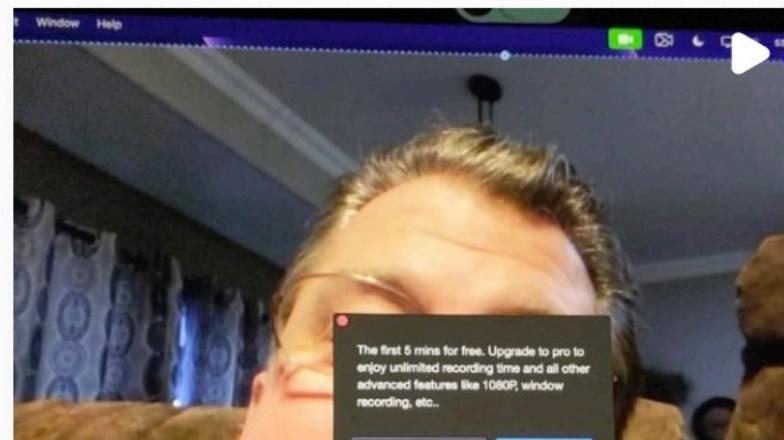 Window Help
The first 5 mins for free. Upgrade to pro to
enjoy unlimited recording time and all other
advanced features like 1080P, window
recording, etc..